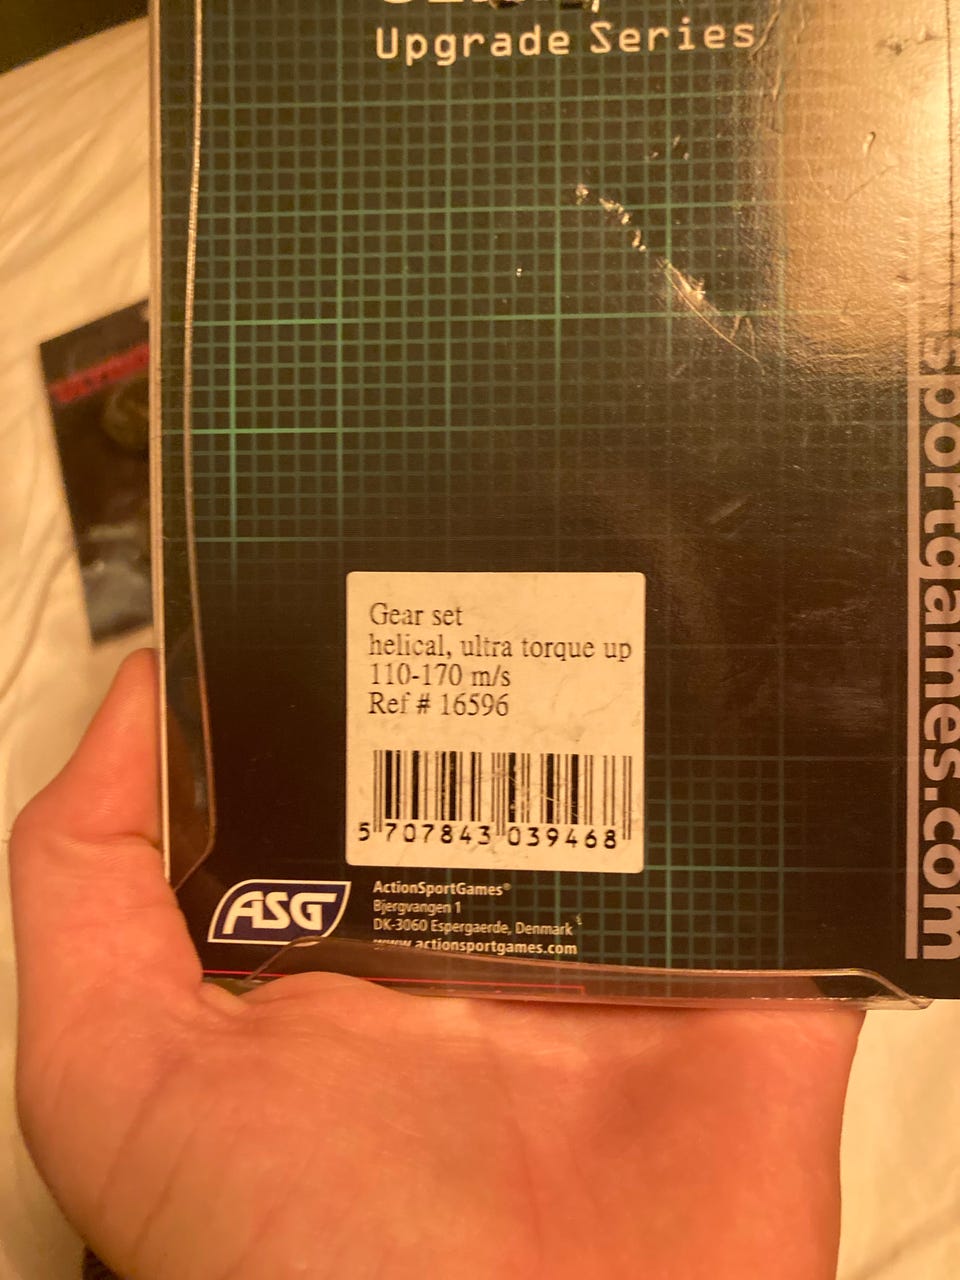 Upgrade Series
Gear set
helical, ultra torque up
110-170 m/s
Ref # 16596
5 707843 039468
ASG
ActionSportGames®
Bjergvangen 1
DK-3060 Espergaerde, Denmark
www.actionsportgames.com
sportgames.com